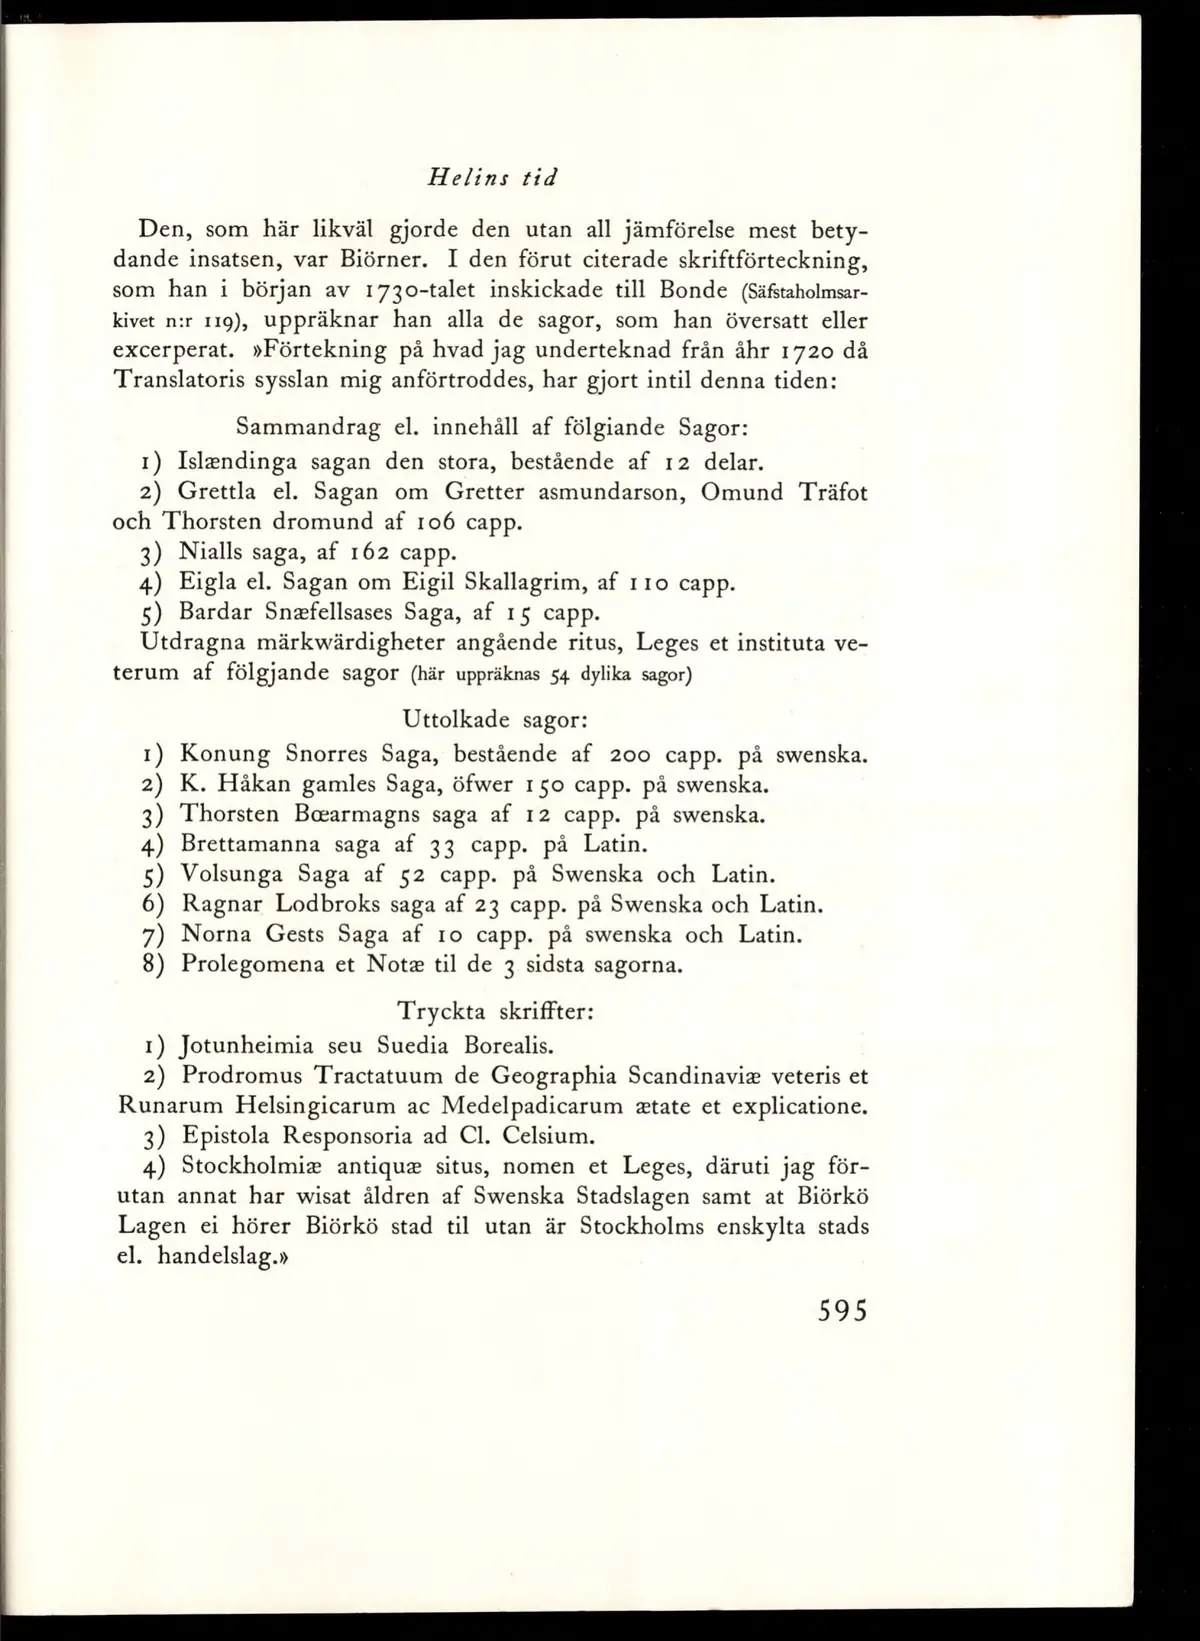 Helins tid
Den, som här likväl gjorde den utan all jämförelse mest bety-
dande insatsen, var Biörner. I den förut citerade skriftförteckning,
som han i början av 1730-talet inskickade till Bonde (Säfstaholmsar-
kivet n:r 119), uppräknar han alla de sagor, som han översatt eller
excerperat. »Förtekning på hvad jag underteknad från åhr 1720 då
Translatoris sysslan mig anförtroddes, har gjort intil denna tiden:
Sammandrag el. innehåll af fölgiande Sagor:
1) Islændinga sagan den stora, bestående af 12 delar.
2) Grettla el. Sagan om Gretter asmundarson, Omund Träfot
och Thorsten dromund af 106 capp.
3) Nialls saga, af 162 capp.
4) Eigla el. Sagan om Eigil Skallagrim, af 110 capp.
5) Bardar Snæfellsases Saga, af 15 capp.
Utdragna märkwärdigheter angående ritus, Leges et instituta ve-
terum af fölgjande sagor (här uppräknas 54 dylika sagor)
Uttolkade sagor:
1) Konung Snorres Saga, bestående af 200 capp. på swenska.
2) K. Håkan gamles Saga, öfwer 150 capp. på swenska.
3) Thorsten Bœarmagns saga af 12 capp. på swenska.
4) Brettamanna saga af 33 capp. på Latin.
5) Volsunga Saga af 52 capp. på Swenska och Latin.
6) Ragnar Lodbroks saga af 23 capp. på Swenska och Latin.
7) Norna Gests Saga af 10 capp. på swenska och Latin.
8) Prolegomena et Notæ til de 3 sidsta sagorna.
Tryckta skriffter:
1) Jotunheimia seu Suedia Borealis.
2) Prodromus Tractatuum de Geographia Scandinaviæ veteris et
Runarum Helsingicarum ac Medelpadicarum ætate et explicatione.
3) Epistola Responsoria ad Cl. Celsium.
4) Stockholmiæ antiquæ situs, nomen et Leges, däruti jag för-
utan annat har wisat åldren af Swenska Stadslagen samt at Biörkö
Lagen ei hörer Biörkö stad til utan är Stockholms enskylta stads
el. handelslag.»
595